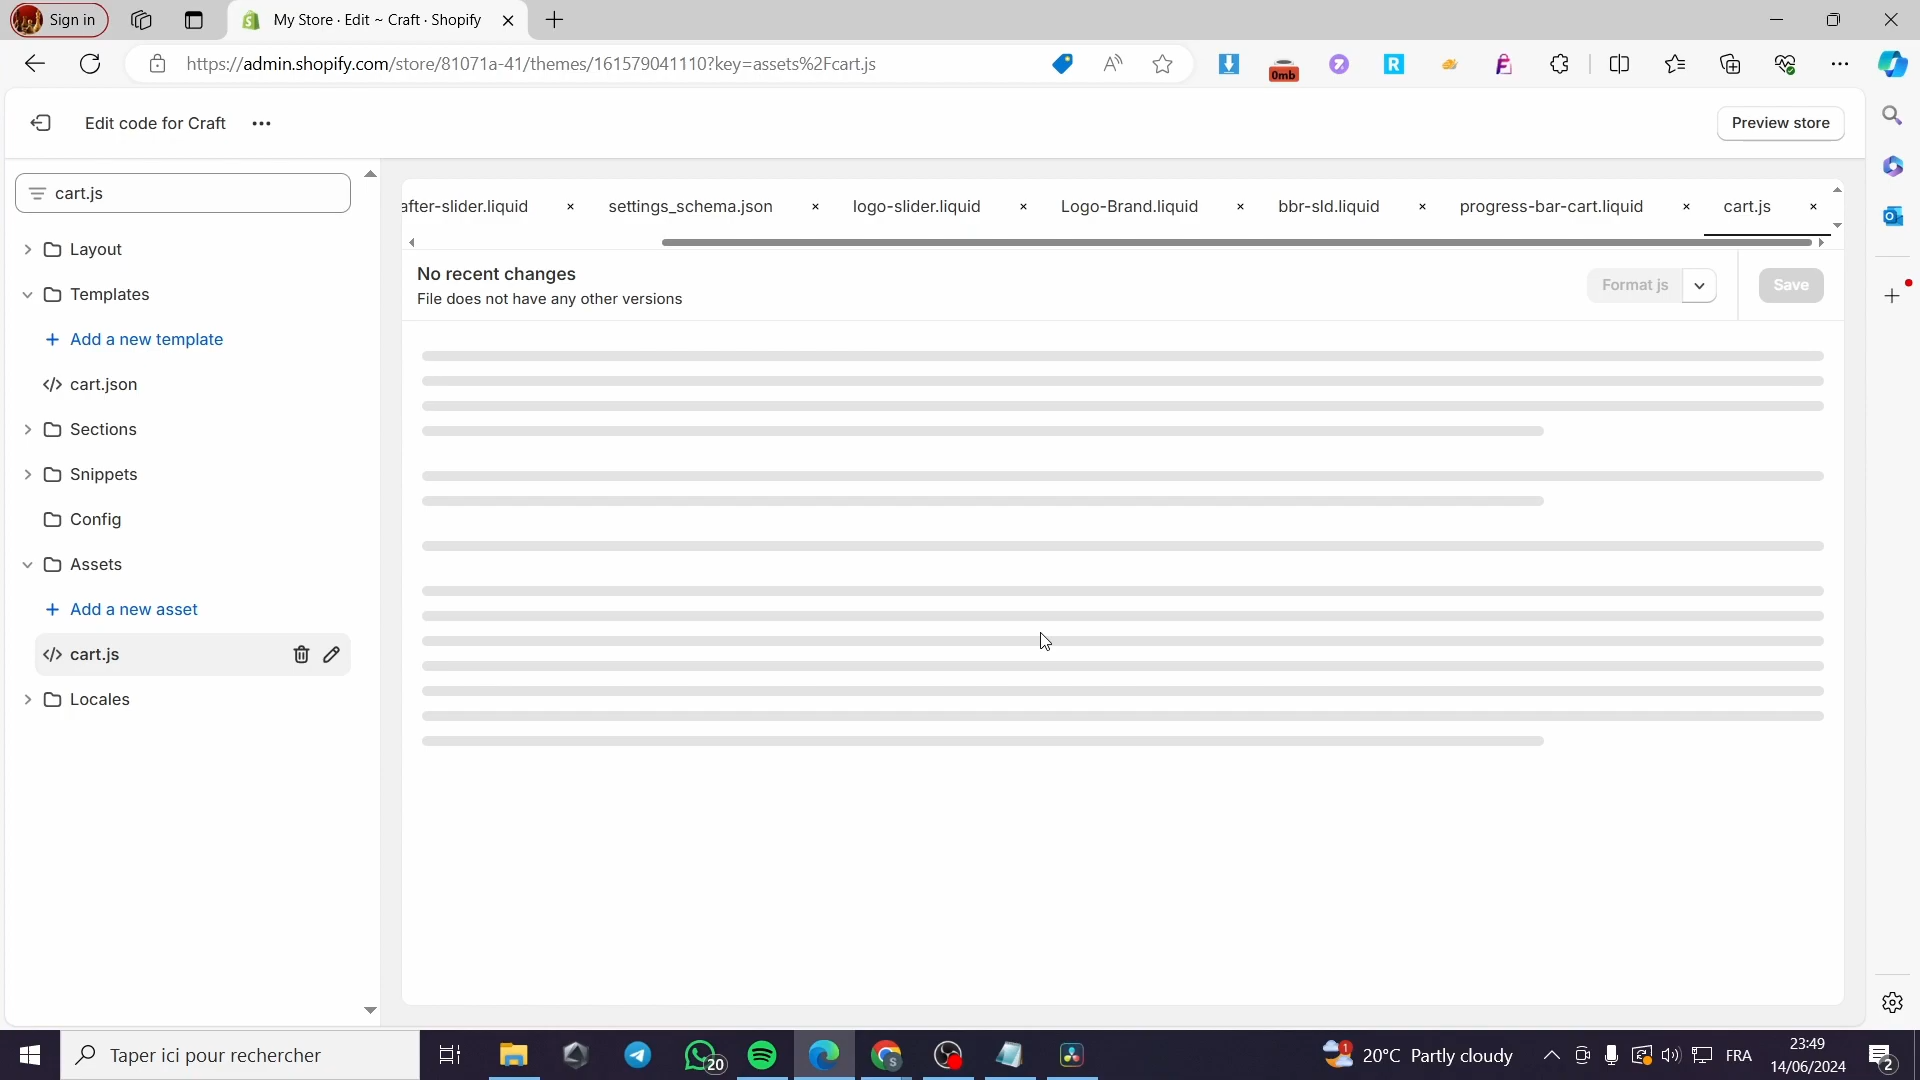 Sign in
My Store · Edit ~ Craft · Shopify
https://admin.shopify.com/store/81071a-41/themes/161579041110?key=assets%2Fcart.js
0mb
Edit code for Craft
Preview store
cart.js
Layout
Templates
Add a new template
cart.json
Sections
Snippets
Config
Assets
Add a new asset
cart.js
Locales
after-slider.liquid
settings_schema.json
logo-slider.liquid
Logo-Brand.liquid
bbr-sld.liquid
progress-bar-cart.liquid
cart.js
No recent changes
File does not have any other versions
Format js
Save
Taper ici pour rechercher
20
1
20°C Partly cloudy
FRA
23:49
14/06/2024
2